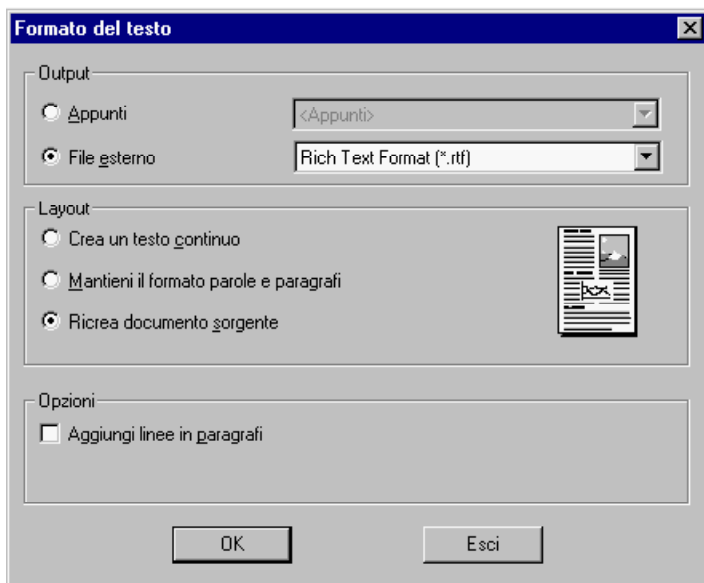 Formato del testo
Output
Appunti
<Appunti>
File esterno
Rich Text Format (*.rtf)
Layout
Crea un testo continuo
Mantieni il formato parole e paragrafi
Ricrea documento sorgente
Opzioni
Aggiungi linee in paragrafi
OK
Esci